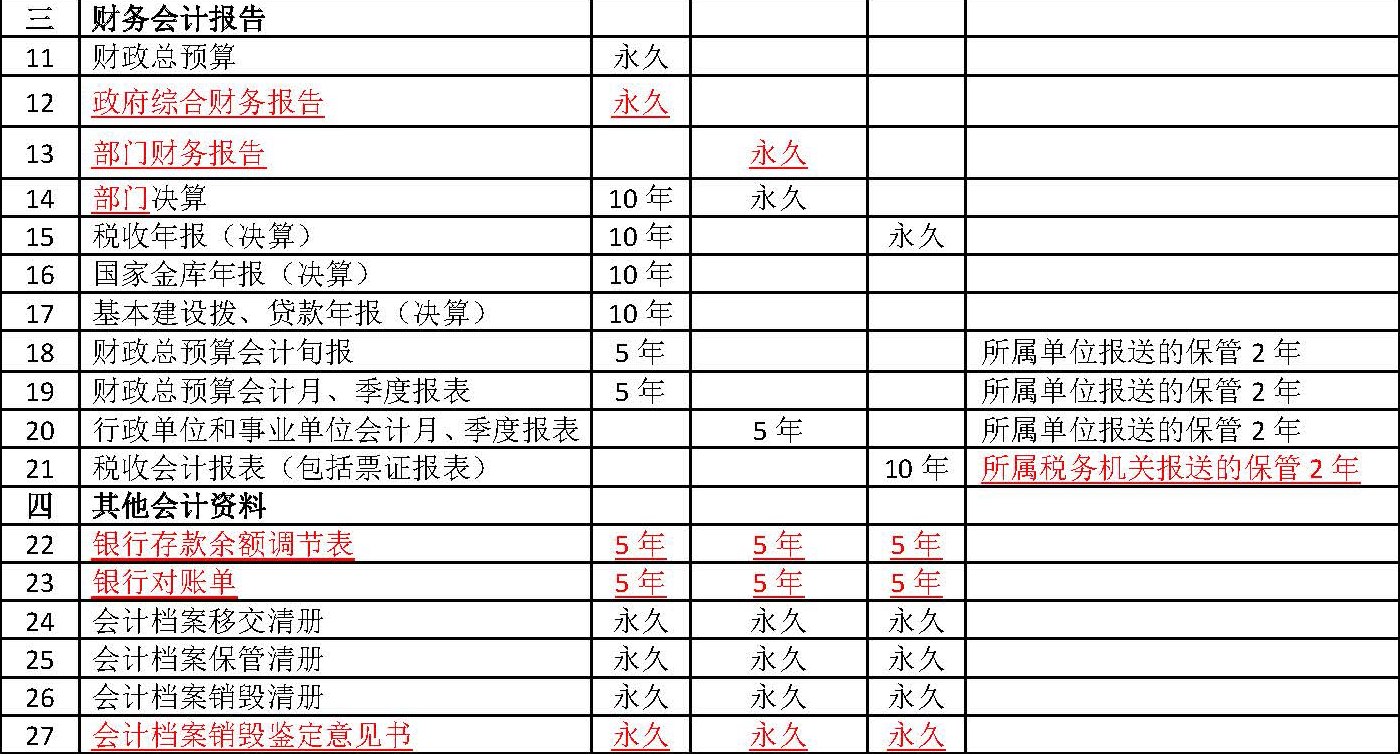 三 财务会计报告
11 财政总预算 永久
12 政府综合财务报告 永久
13 部门财务报告 永久
14 部门决算 10 年 永久
15 税收年报（决算） 10 年 永久
16 国家金库年报（决算） 10 年
17 基本建设拨、贷款年报（决算） 10 年
18 财政总预算会计旬报 5 年 所属单位报送的保管 2 年
19 财政总预算会计月、季度报表 5 年 所属单位报送的保管 2 年
20 行政单位和事业单位会计月、季度报表 5 年 所属单位报送的保管 2 年
21 税收会计报表（包括票证报表） 10 年 所属税务机关报送的保管 2 年
四 其他会计资料
22 银行存款余额调节表 5 年 5 年 5 年
23 银行对账单 5 年 5 年 5 年
24 会计档案移交清册 永久 永久 永久
25 会计档案保管清册 永久 永久 永久
26 会计档案销毁清册 永久 永久 永久
27 会计档案销毁鉴定意见书 永久 永久 永久